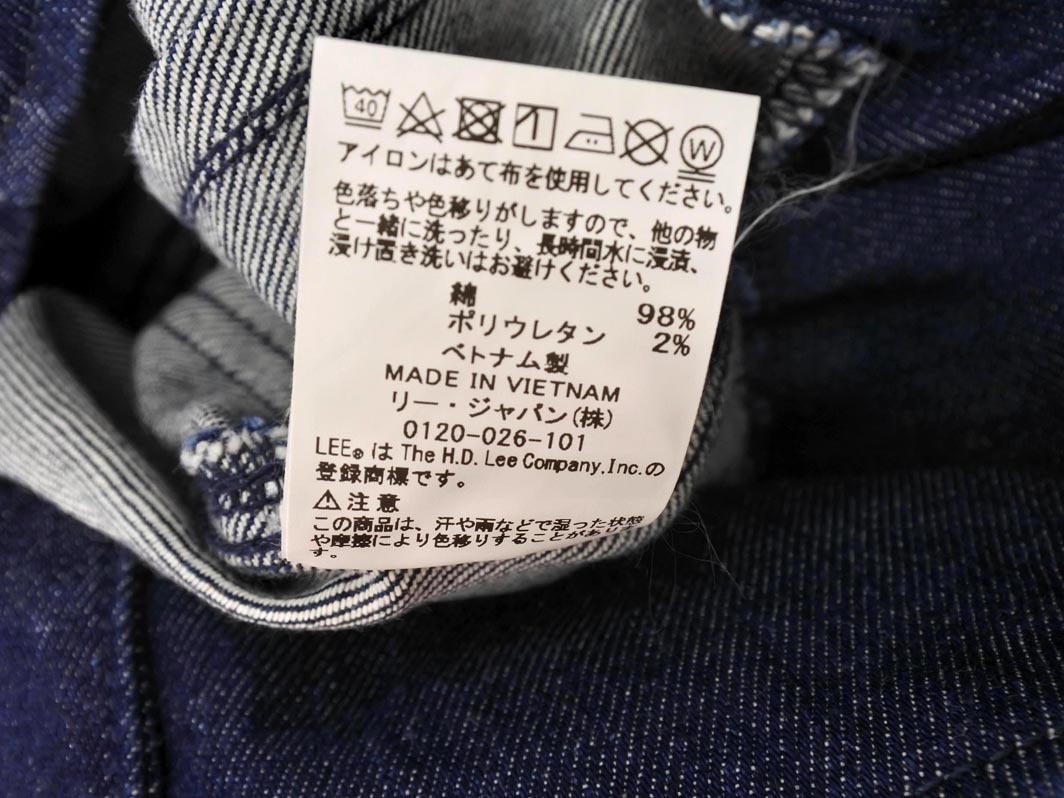 40
W
アイロンはあて布を使用してください。
色落ちや色移りがしますので、他の物
と一緒に洗ったり、長時間水に浸漬、
浸け置き洗いはお避けください。
綿 98%
ポリウレタン 2%
ベトナム製
MADE IN VIETNAM
リー・ジャパン(株)
0120-026-101
LEE® は The H.D. Lee Company,Inc.の
登録商標です。
⚠注意
この商品は、汗や雨などで湿った状態
や摩擦により色移りすることがありま
す。